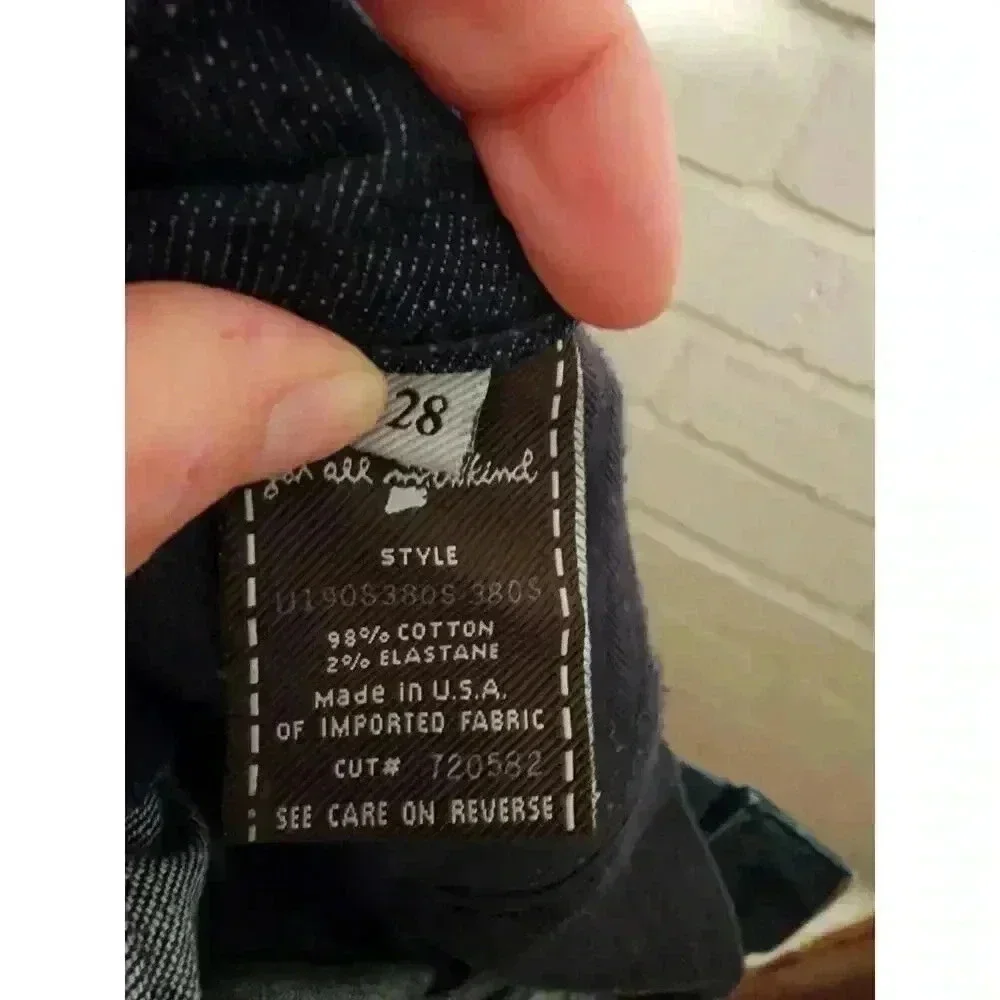 28
for all mankind
STYLE
U190S380S-380S
98% COTTON
2% ELASTANE
Made in U.S.A.
OF IMPORTED FABRIC
CUT# 720582
SEE CARE ON REVERSE